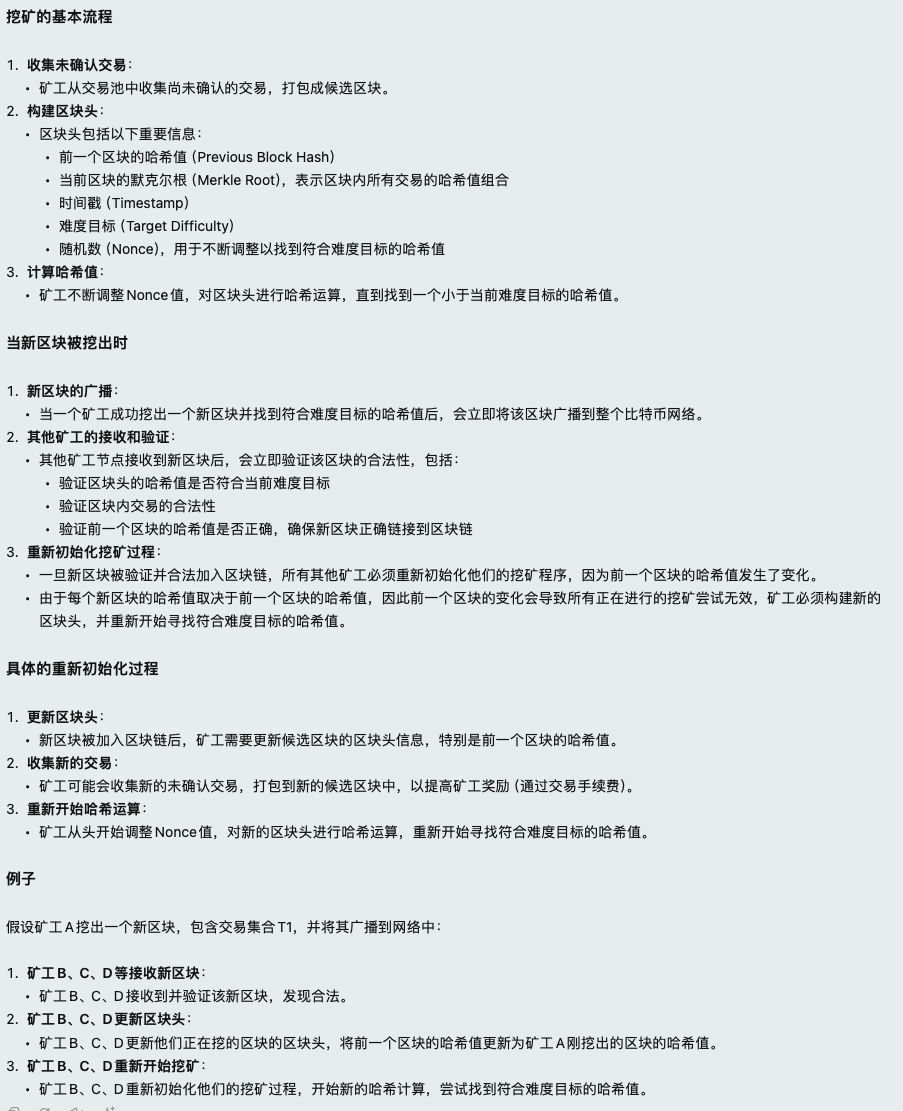 挖矿的基本流程
1. 收集未确认交易：
• 矿工从交易池中收集尚未确认的交易，打包成候选区块。
2. 构建区块头：
• 区块头包括以下重要信息：
• 前一个区块的哈希值 (Previous Block Hash)
• 当前区块的默克尔根 (Merkle Root)，表示区块内所有交易的哈希值组合
• 时间戳 (Timestamp)
• 难度目标 (Target Difficulty)
• 随机数 (Nonce)，用于不断调整以找到符合难度目标的哈希值
3. 计算哈希值：
• 矿工不断调整Nonce值，对区块头进行哈希运算，直到找到一个小于当前难度目标的哈希值。
当新区块被挖出时
1. 新区块的广播：
• 当一个矿工成功挖出一个新区块并找到符合难度目标的哈希值后，会立即将该区块广播到整个比特币网络。
2. 其他矿工的接收和验证：
• 其他矿工节点接收到新区块后，会立即验证该区块的合法性，包括：
• 验证区块头的哈希值是否符合当前难度目标
• 验证区块内交易的合法性
• 验证前一个区块的哈希值是否正确，确保新区块正确链接到区块链
3. 重新初始化挖矿过程：
• 一旦新区块被验证并合法加入区块链，所有其他矿工必须重新初始化他们的挖矿程序，因为前一个区块的哈希值发生了变化。
• 由于每个新区块的哈希值取决于前一个区块的哈希值，因此前一个区块的变化会导致所有正在进行的挖矿尝试无效，矿工必须构建新的
区块头，并重新开始寻找符合难度目标的哈希值。
具体的重新初始化过程
1. 更新区块头：
• 新区块被加入区块链后，矿工需要更新候选区块的区块头信息，特别是前一个区块的哈希值。
2. 收集新的交易：
• 矿工可能会收集新的未确认交易，打包到新的候选区块中，以提高矿工奖励 (通过交易手续费)。
3. 重新开始哈希运算：
• 矿工从头开始调整Nonce值，对新的区块头进行哈希运算，重新开始寻找符合难度目标的哈希值。
例子
假设矿工A挖出一个新区块，包含交易集合T1，并将其广播到网络中：
1. 矿工B、C、D等接收新区块：
• 矿工B、C、D接收到并验证该新区块，发现合法。
2. 矿工B、C、D更新区块头：
• 矿工B、C、D更新他们正在挖的区块的区块头，将前一个区块的哈希值更新为矿工A刚挖出的区块的哈希值。
3. 矿工B、C、D重新开始挖矿：
• 矿工B、C、D重新初始化他们的挖矿过程，开始新的哈希计算，尝试找到符合难度目标的哈希值。